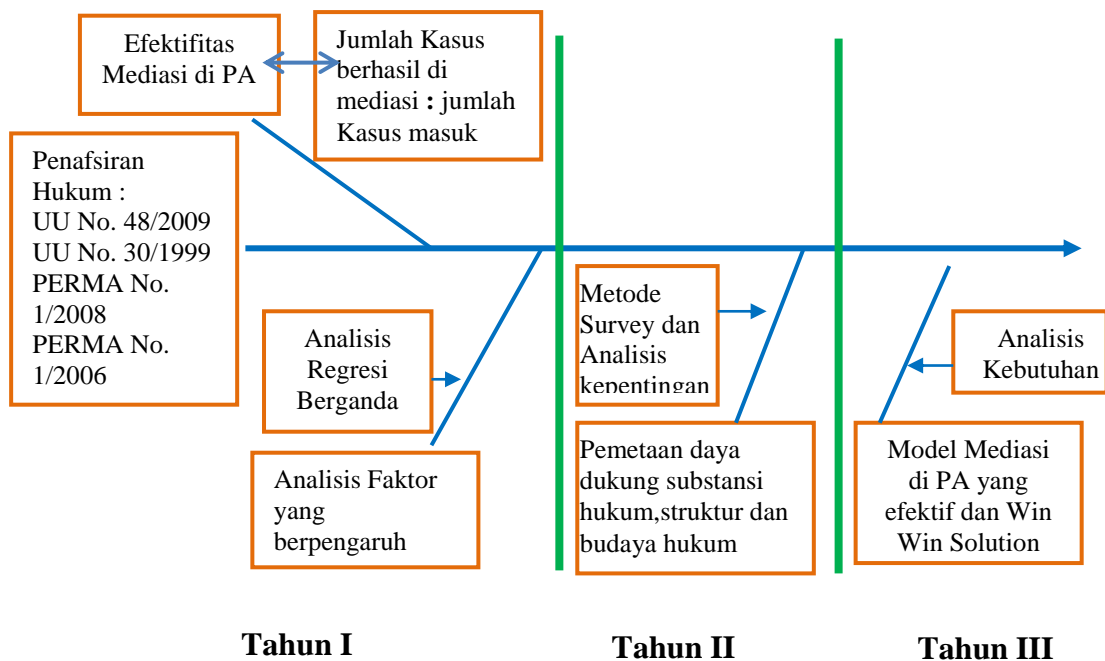 Efektifitas
Mediasi di PA
Jumlah Kasus
berhasil di
mediasi : jumlah
Kasus masuk
Penafsiran
Hukum :
UU No. 48/2009
UU No. 30/1999
PERMA No.
1/2008
PERMA No.
1/2006
Analisis
Regresi
Berganda
Analisis Faktor
yang
berpengaruh
Metode
Survey dan
Analisis
kepentingan
Pemetaan daya
dukung substansi
hukum,struktur dan
budaya hukum
Analisis
Kebutuhan
Model Mediasi
di PA yang
efektif dan Win
Win Solution
Tahun I
Tahun II
Tahun III